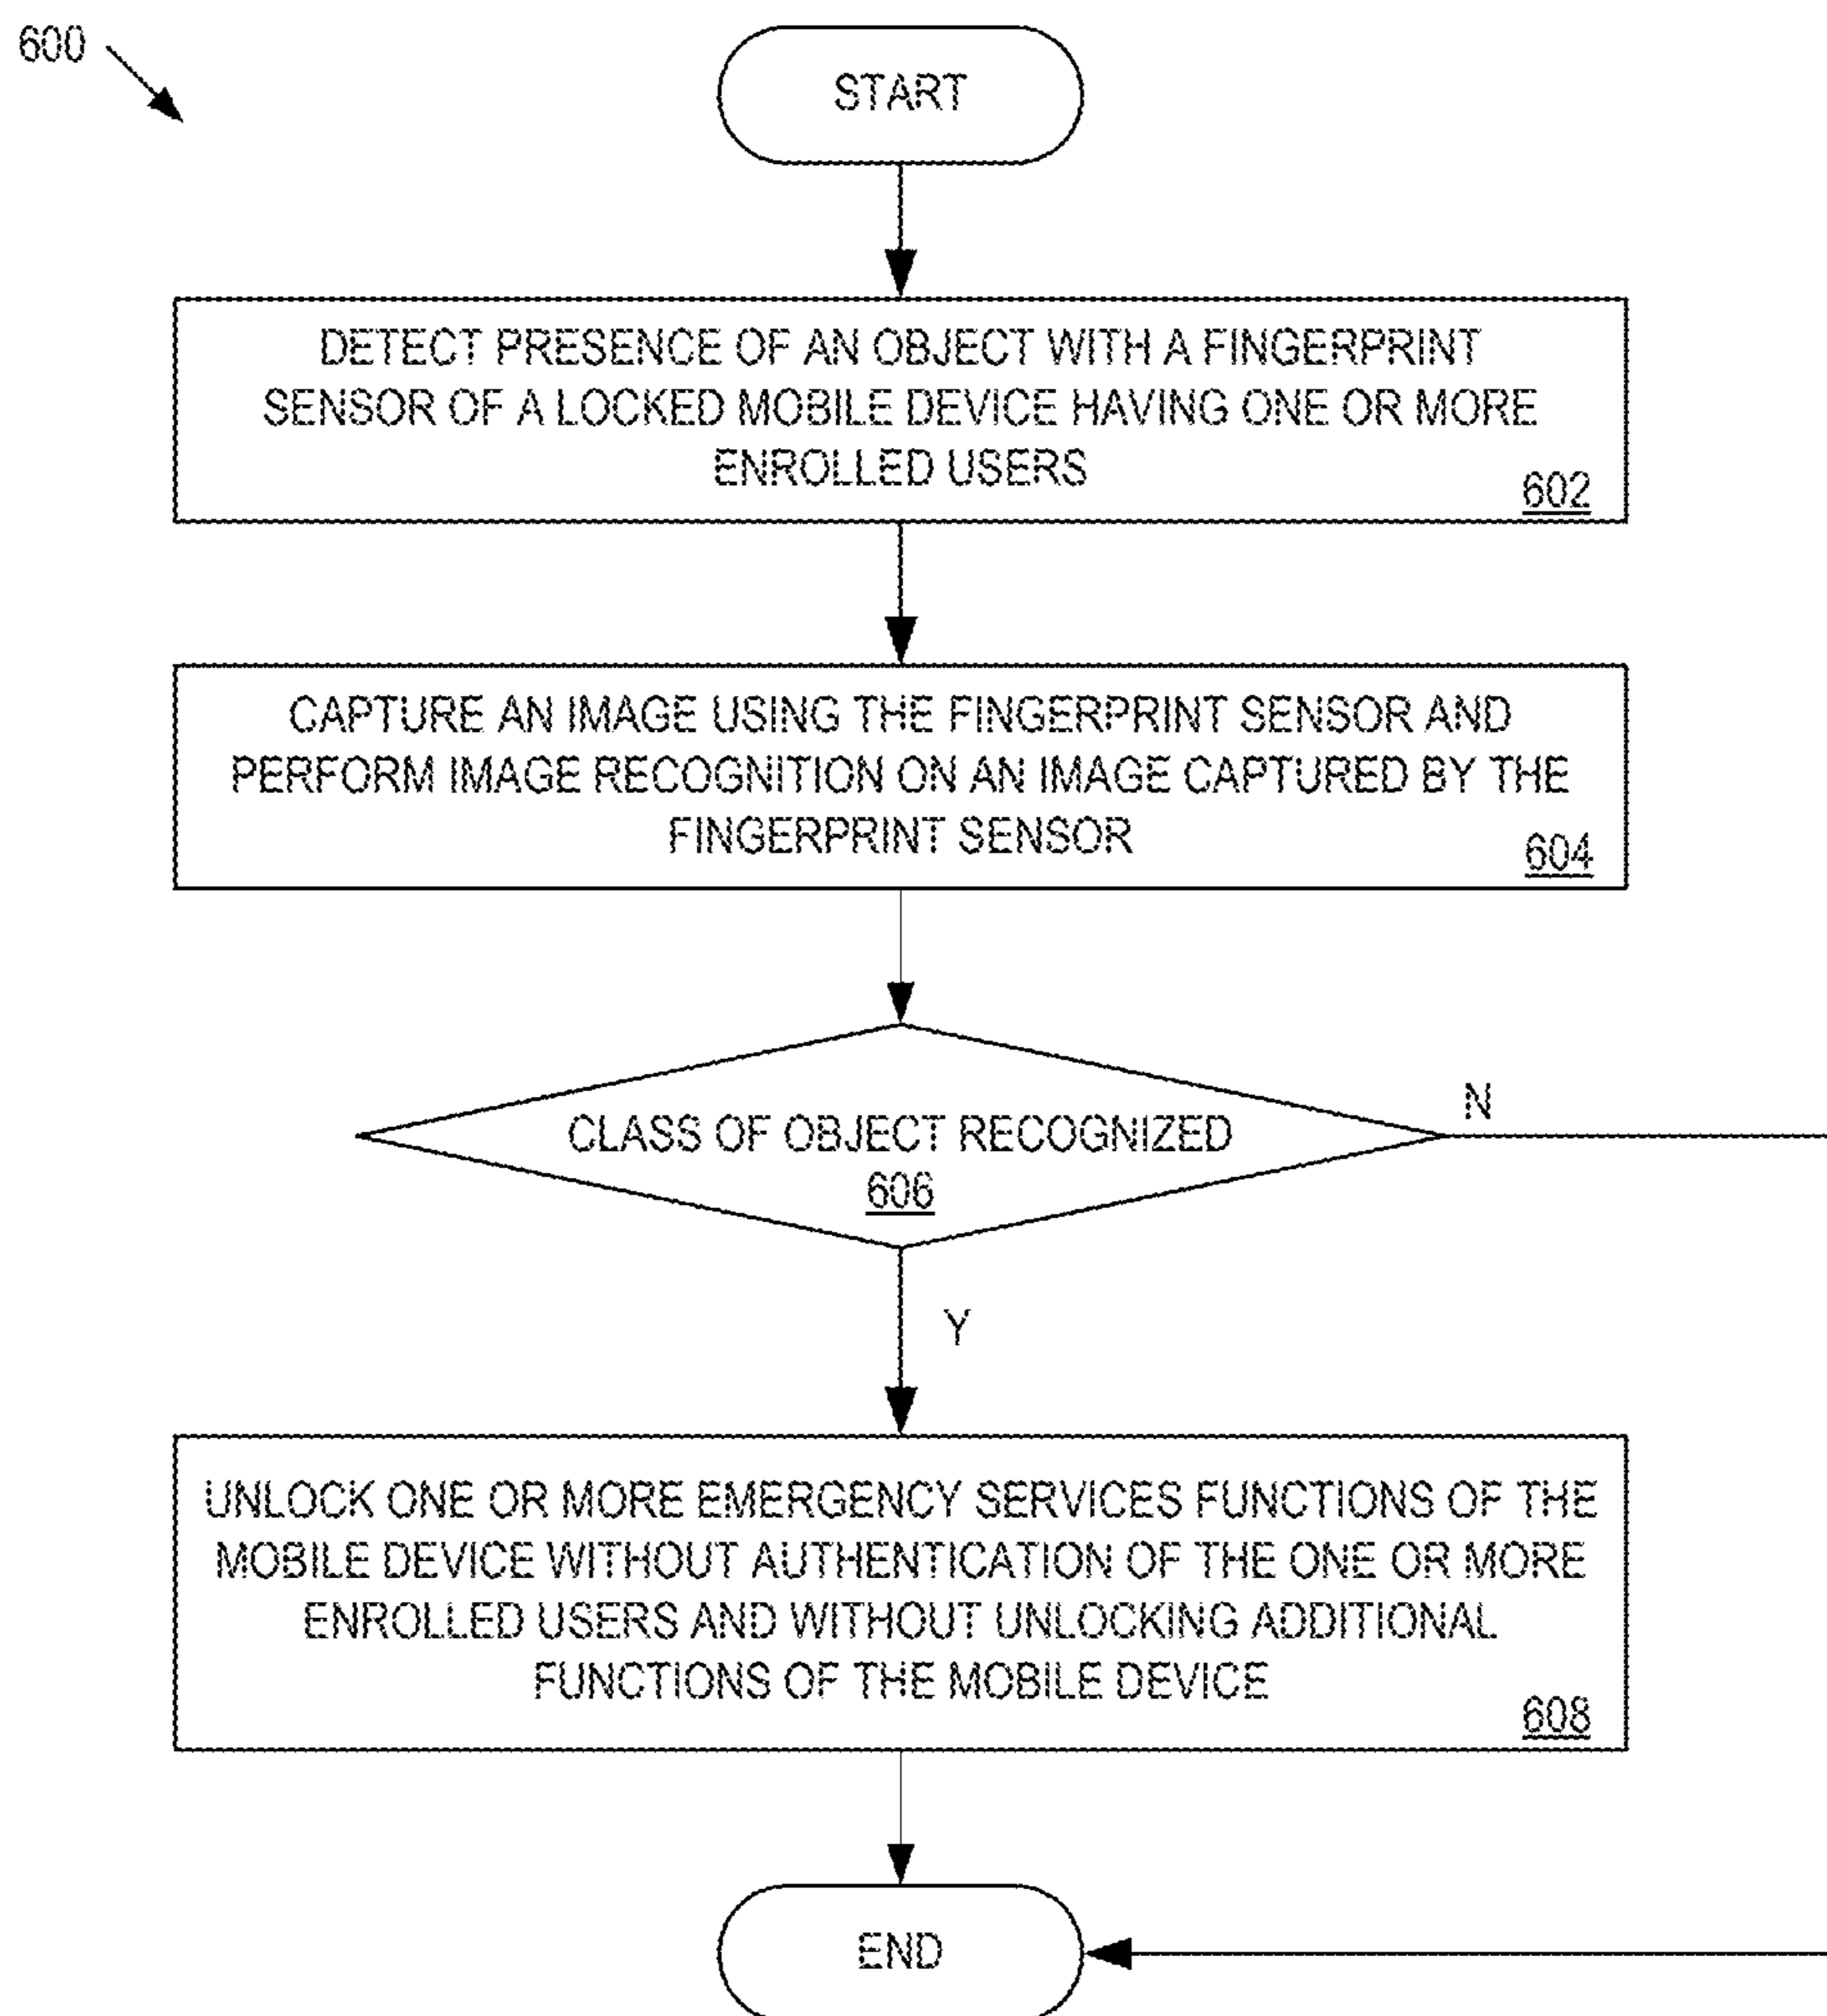 600
START
DETECT PRESENCE OF AN OBJECT WITH A FINGERPRINT
SENSOR OF A LOCKED MOBILE DEVICE HAVING ONE OR MORE
ENROLLED USERS
602
CAPTURE AN IMAGE USING THE FINGERPRINT SENSOR AND
PERFORM IMAGE RECOGNITION ON AN IMAGE CAPTURED BY THE
FINGERPRINT SENSOR
604
N
CLASS OF OBJECT RECOGNIZED
606
Y
UNLOCK ONE OR MORE EMERGENCY SERVICES FUNCTIONS OF THE
MOBILE DEVICE WITHOUT AUTHENTICATION OF THE ONE OR MORE
ENROLLED USERS AND WITHOUT UNLOCKING ADDITIONAL
FUNCTIONS OF THE MOBILE DEVICE
608
END